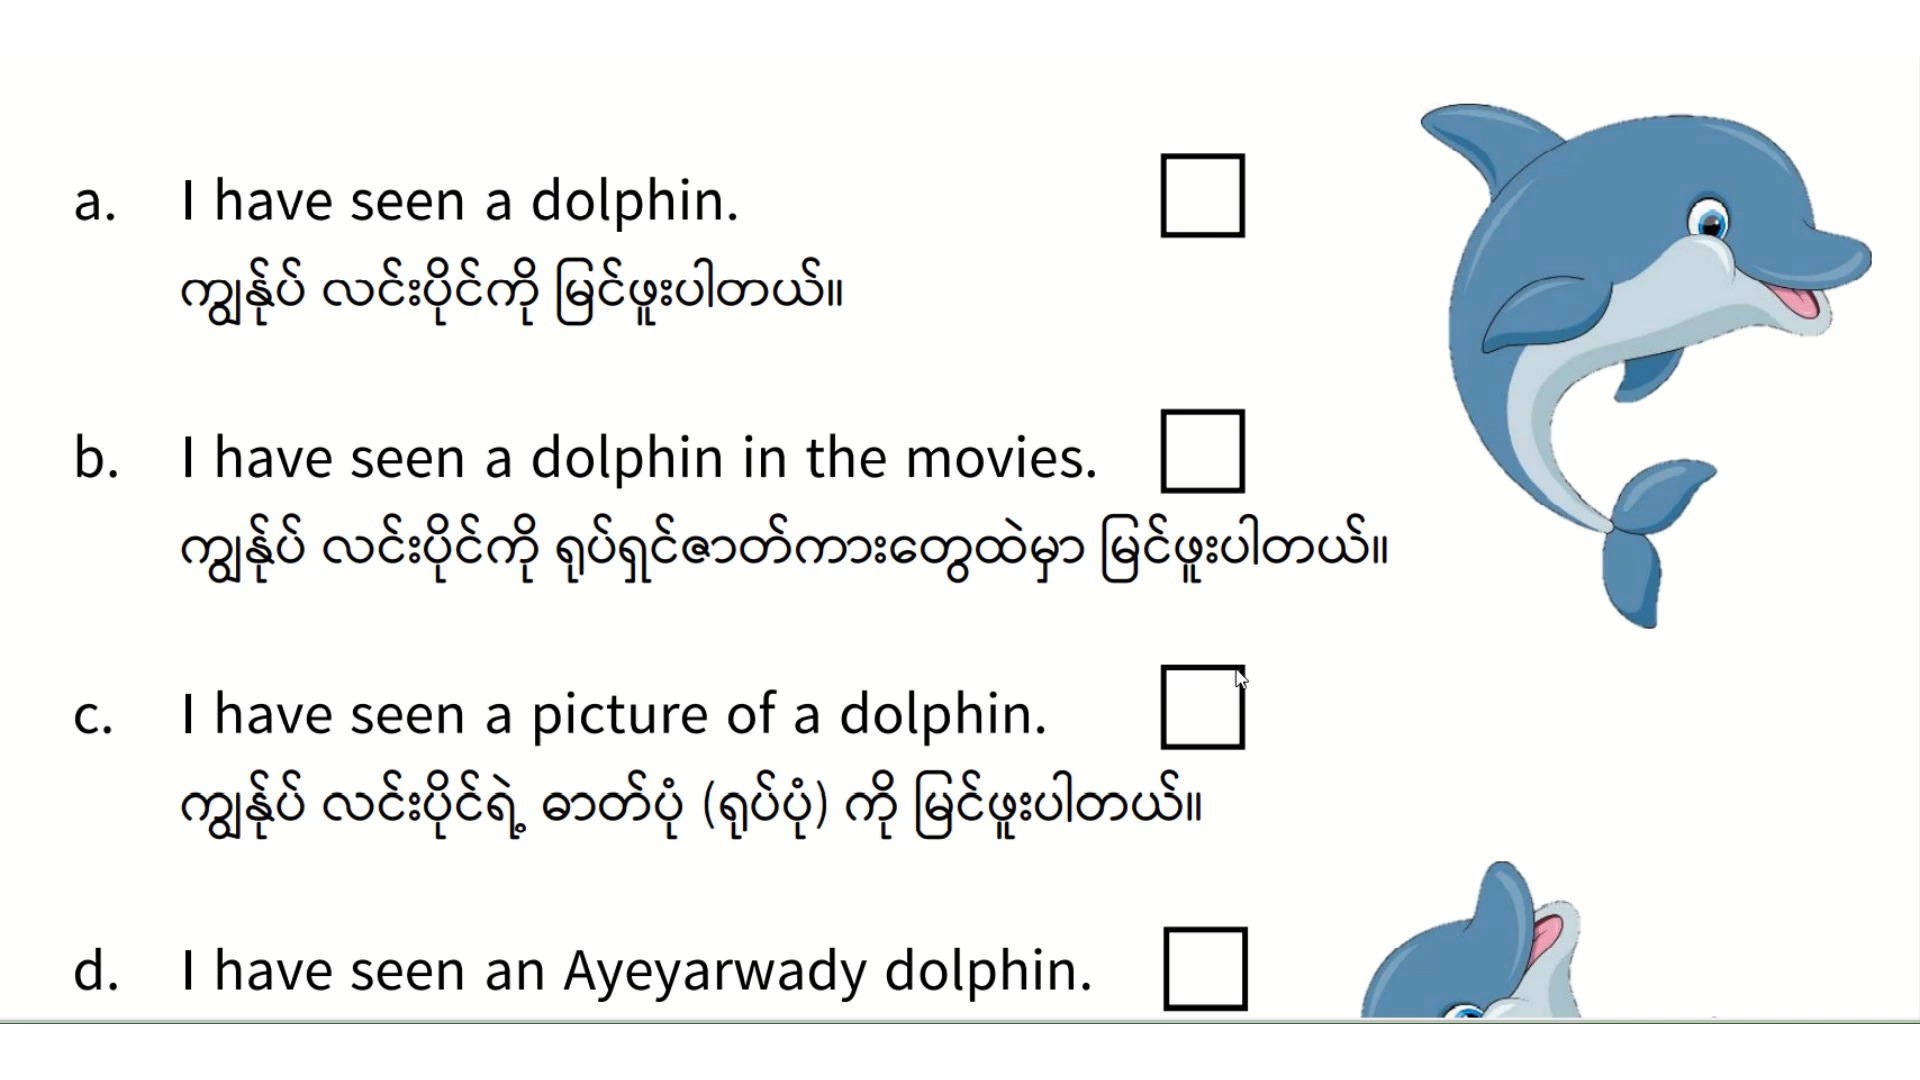 a. I have seen a dolphin.
ကျွန်ုပ် လင်းပိုင်ကို မြင်ဖူးပါတယ်။
b. I have seen a dolphin in the movies.
ကျွန်ုပ် လင်းပိုင်ကို ရုပ်ရှင်ဇာတ်ကားတွေထဲမှာ မြင်ဖူးပါတယ်။
c. I have seen a picture of a dolphin.
ကျွန်ုပ် လင်းပိုင်ရဲ့ ဓာတ်ပုံ (ရုပ်ပုံ) ကို မြင်ဖူးပါတယ်။
d. I have seen an Ayeyarwady dolphin.